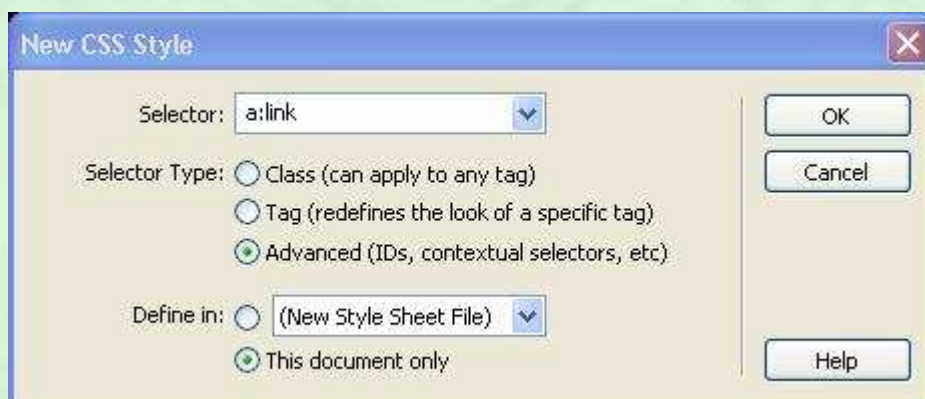 New CSS Style
Selector: a:link
OK
Selector Type: Class (can apply to any tag)
Cancel
Tag (redefines the look of a specific tag)
Advanced (IDs, contextual selectors, etc)
Define in: (New Style Sheet File)
This document only
Help